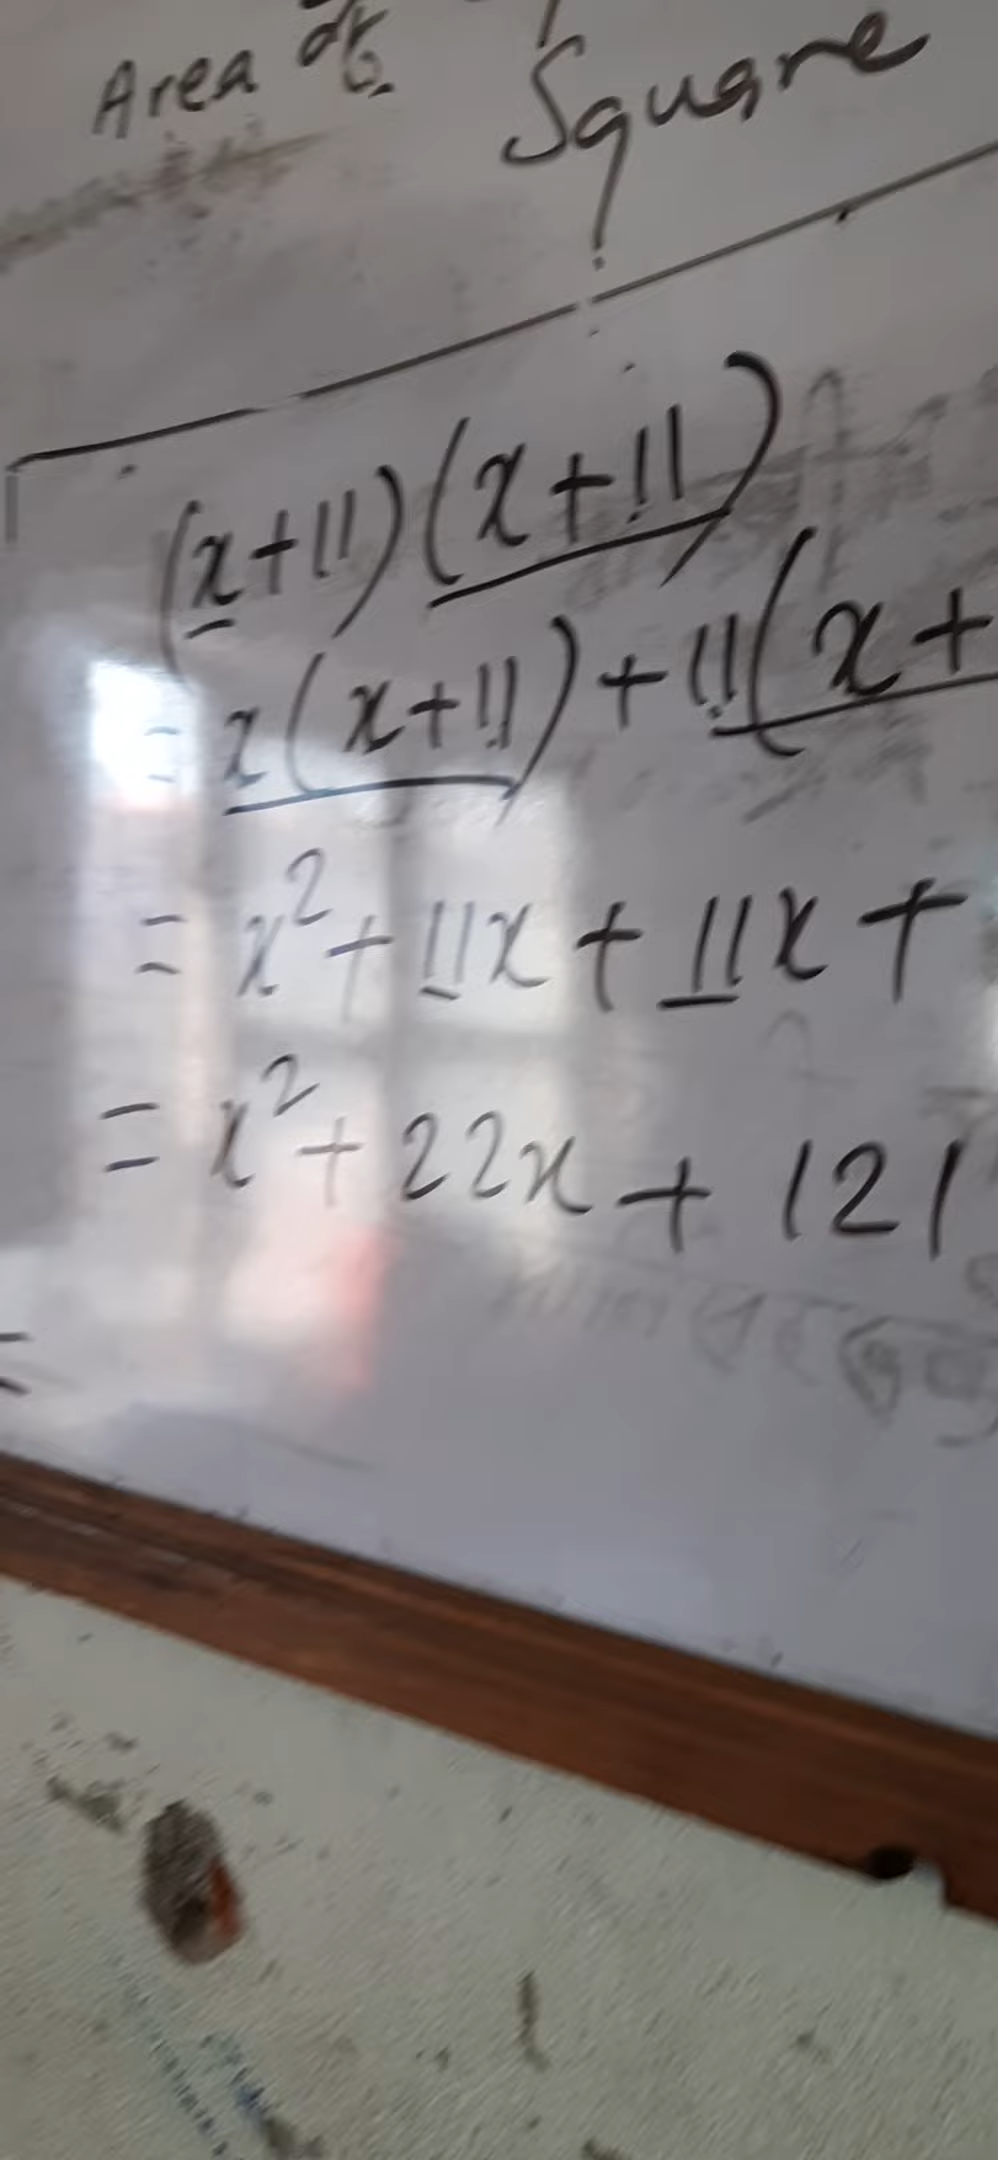 Area of Square
(x+11)(x+11)
= x(x+11)+11(x+
= x²+11x+11x+
= x²+22x+121
=